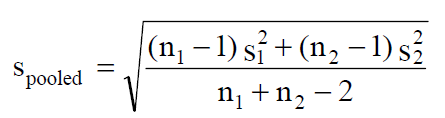 s_pooled = √(((n₁ − 1) s₁² + (n₂ − 1) s₂²) / (n₁ + n₂ − 2))